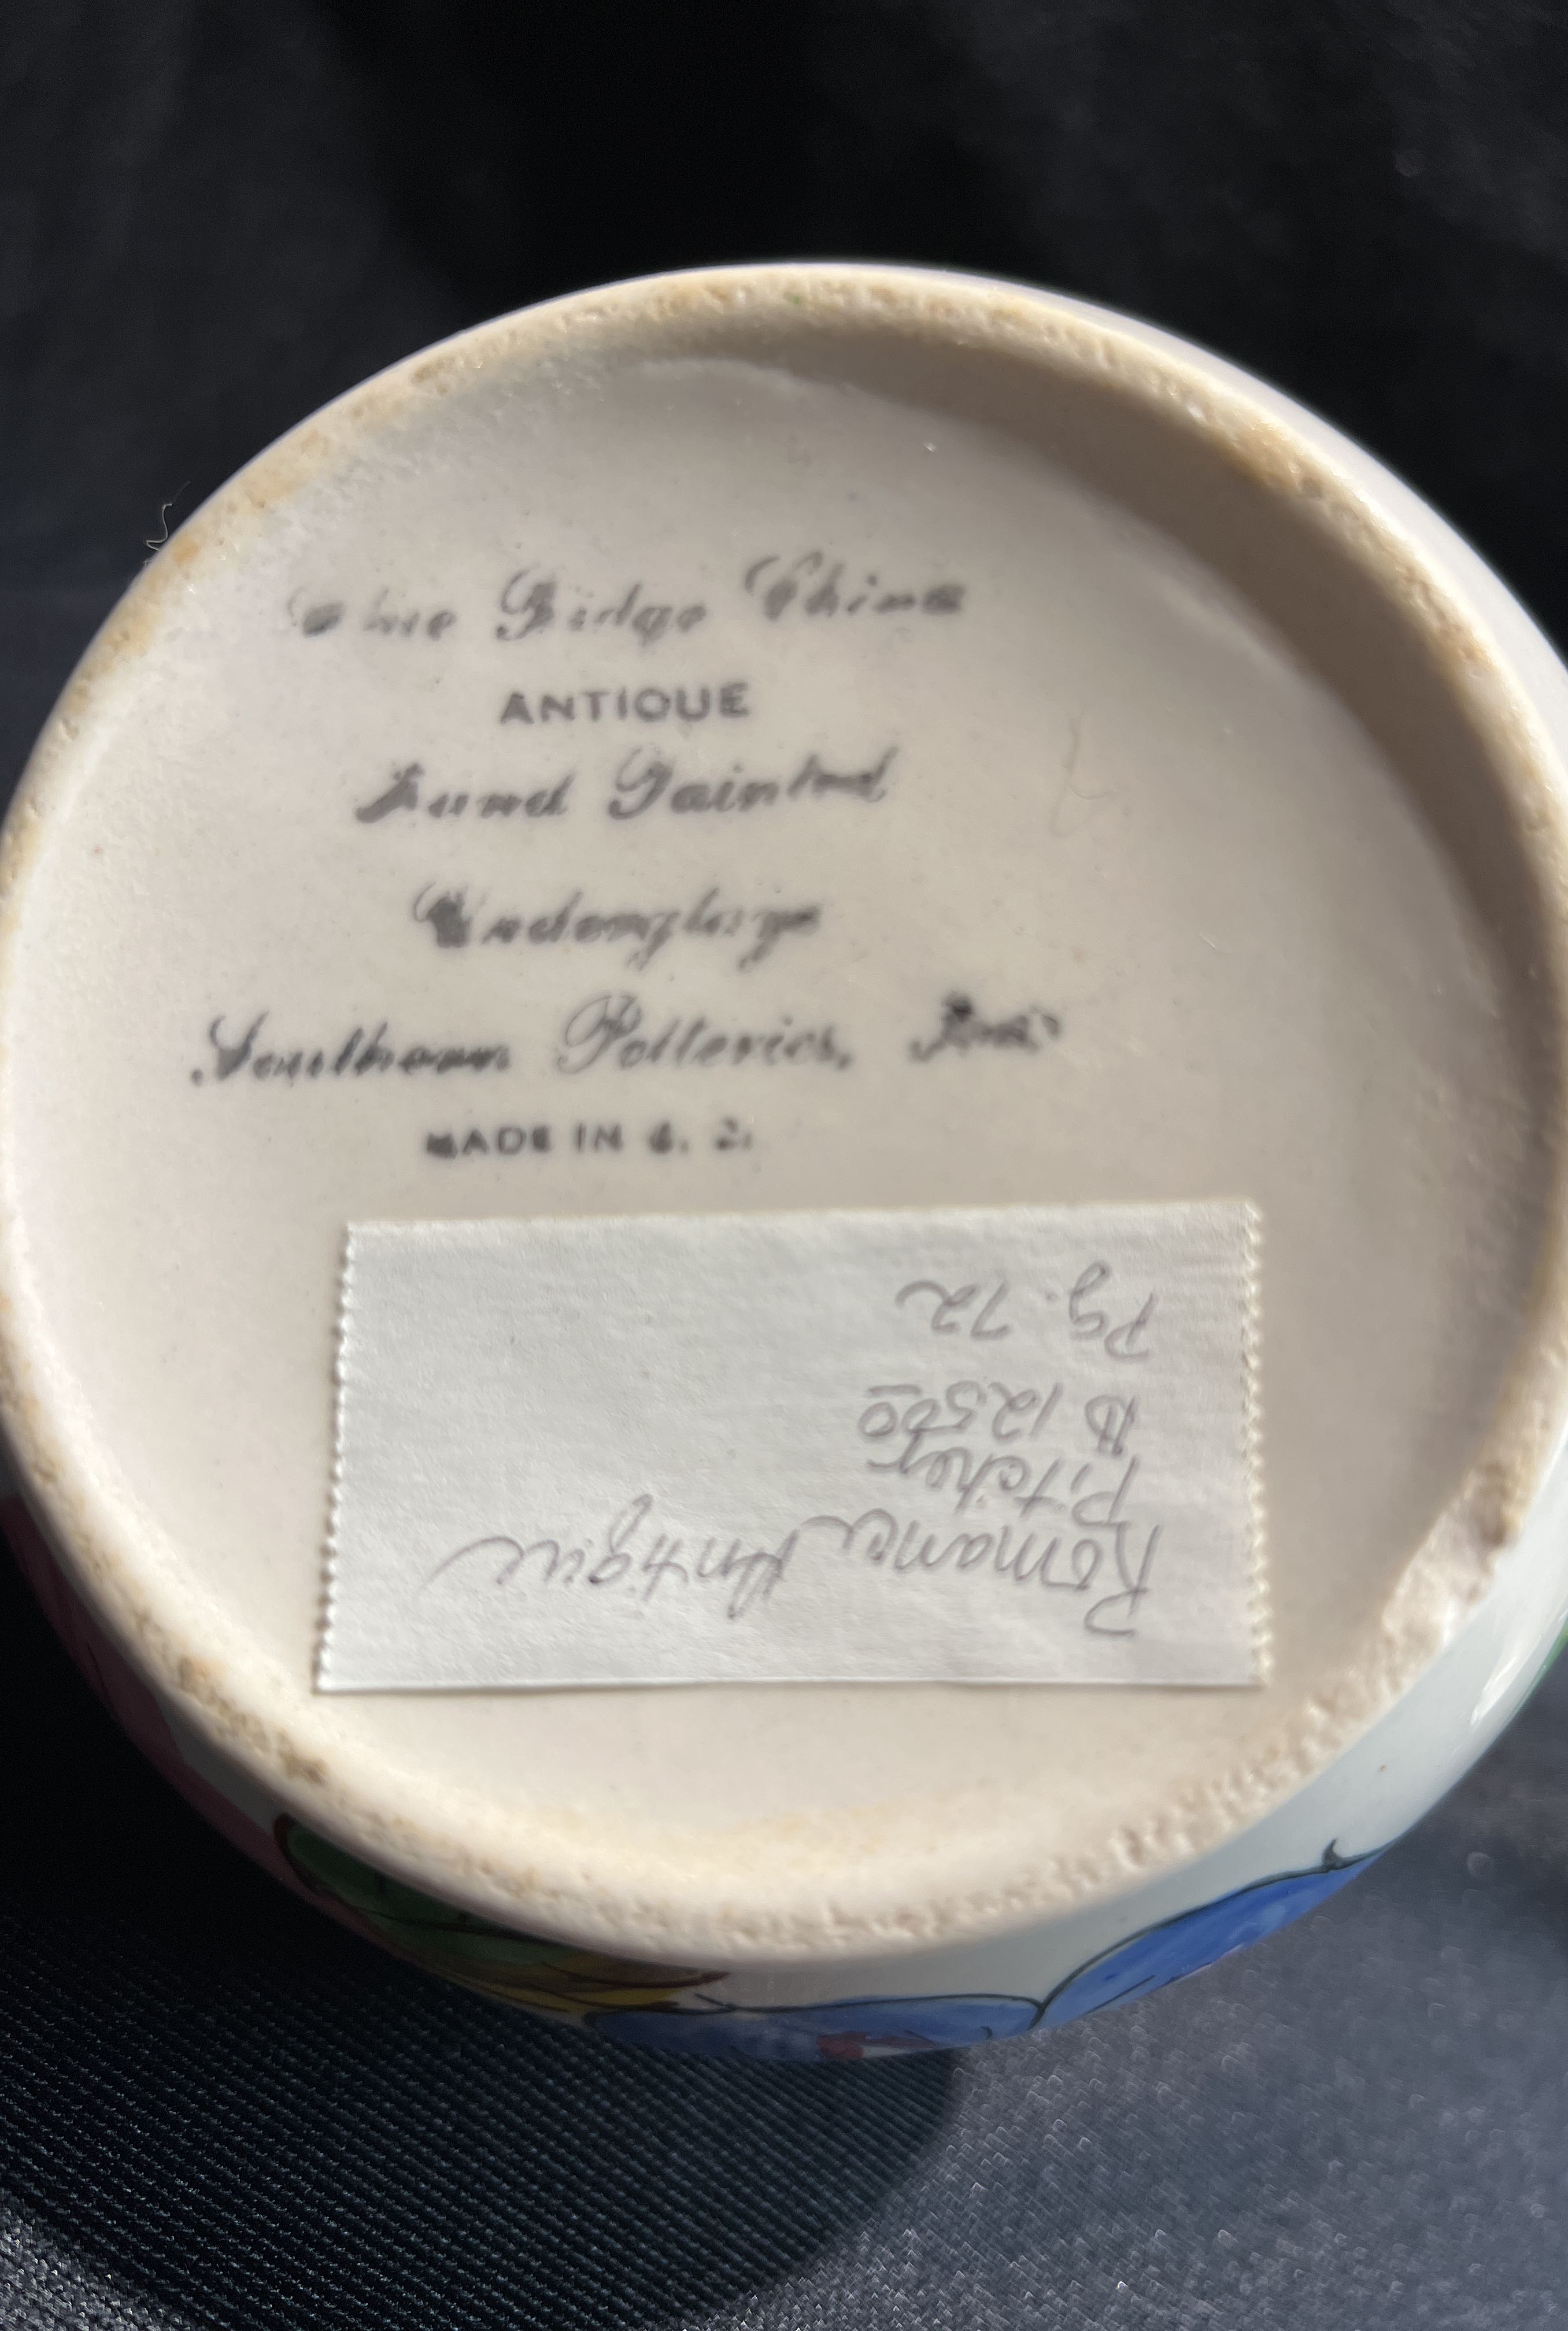 Blue Ridge China
ANTIQUE
Hand Painted
Underglaze
Southern Potteries, Inc.
MADE IN U. S.
Romance Antique
Pitcher
# 125.00
Pg. 72